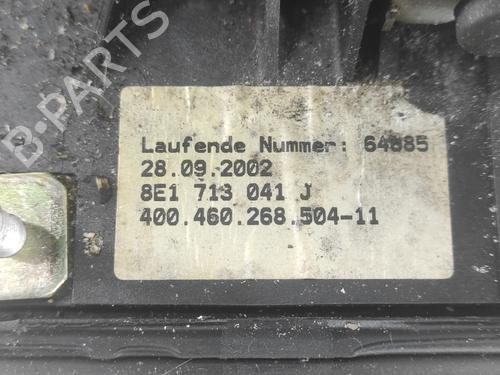 B-PARTS
Laufende Nummer: 64885
28.09.2002
8E1 713 041 J
400.460.268.504-11